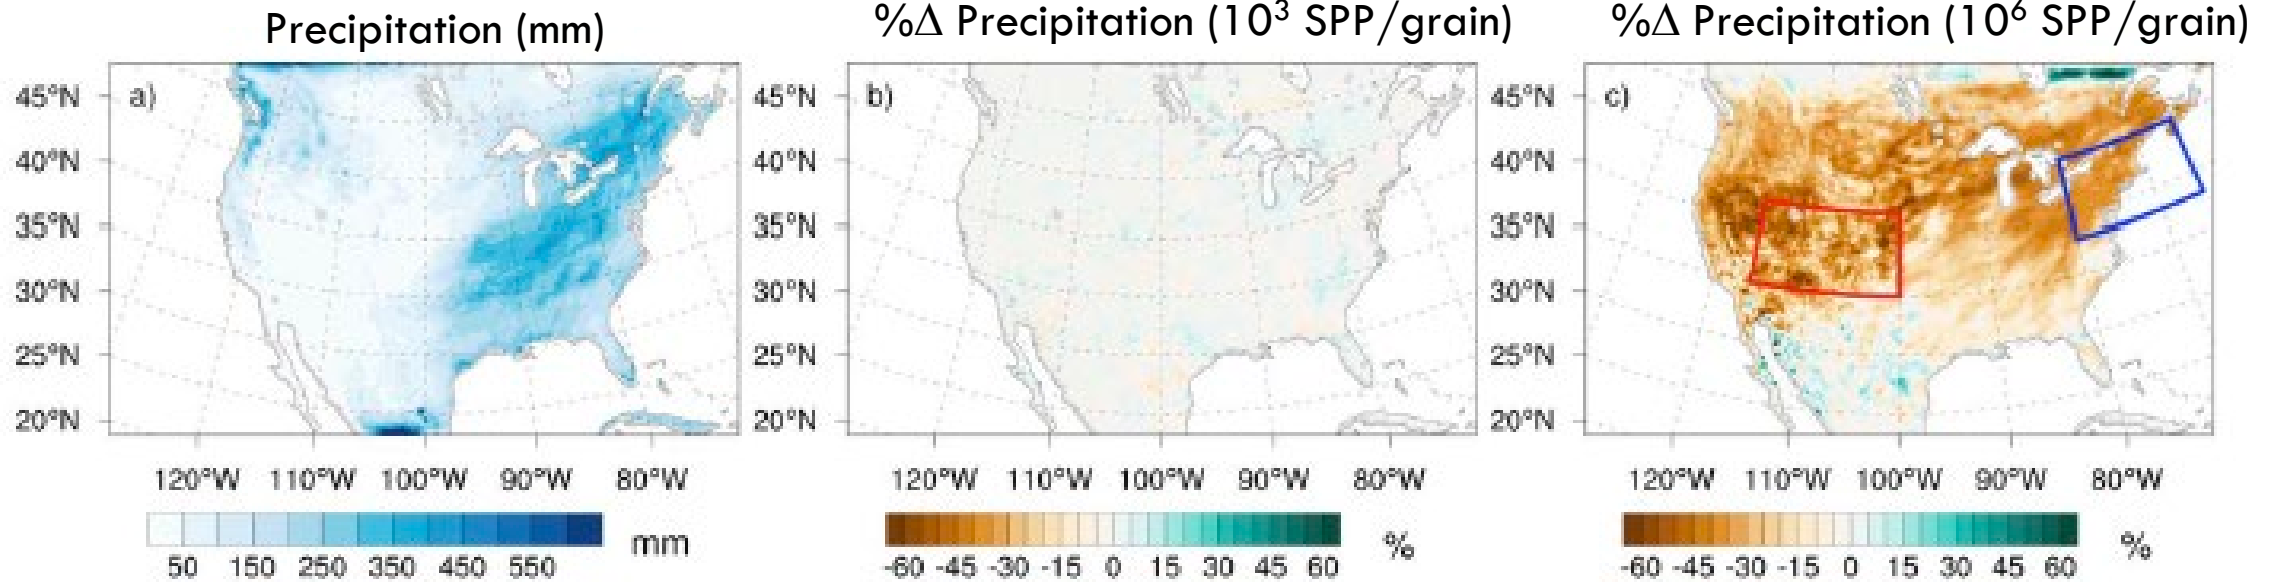 Precipitation (mm)
%Δ Precipitation (10³ SPP/grain)
%Δ Precipitation (10⁶ SPP/grain)
a)
45°N
40°N
35°N
30°N
25°N
20°N
120°W 110°W 100°W 90°W 80°W
50 150 250 350 450 550
mm
b)
45°N
40°N
35°N
30°N
25°N
20°N
120°W 110°W 100°W 90°W 80°W
-60 -45 -30 -15 0 15 30 45 60
%
c)
45°N
40°N
35°N
30°N
25°N
20°N
120°W 110°W 100°W 90°W 80°W
-60 -45 -30 -15 0 15 30 45 60
%